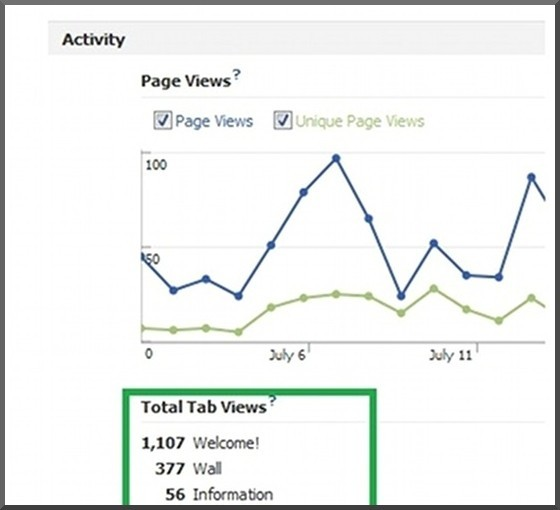 Activity
Page Views?
Page Views Unique Page Views
100
50
0 July 6 July 11
Total Tab Views?
1,107 Welcome!
377 Wall
56 Information